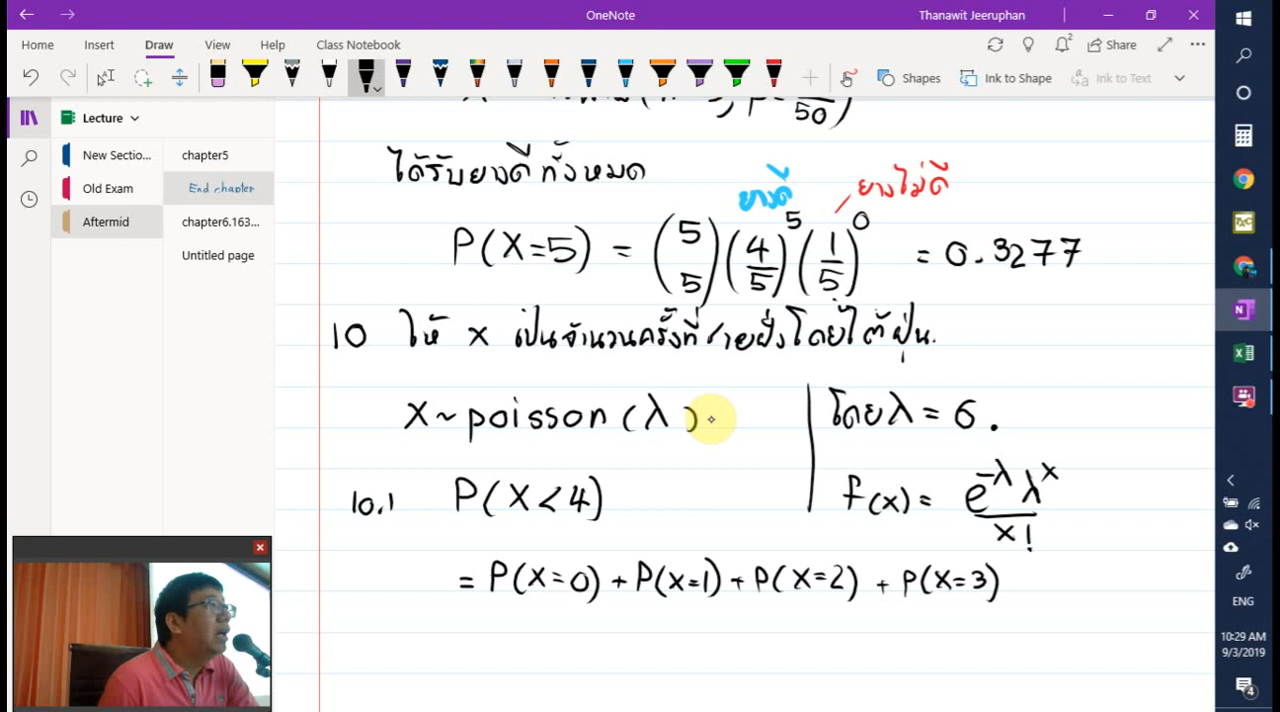 OneNote
Thanawit Jeeruphan
Home Insert Draw View Help Class Notebook
Share
Shapes Ink to Shape Ink to Text
Lecture
New Sectio... chapter5
Old Exam End chapter
Aftermid chapter6.163...
Untitled page
50
ได้รับยางดีทั้งหมด
ยางดี ยางไม่ดี
P(X=5) = (5 5) (4/5)^5 (1/5)^0 = 0.3277
10 ให้ x เป็นจำนวนครั้งที่ชายฝั่งโดยไต้ฝุ่น.
X ~ poisson (λ) โดย λ = 6.
10.1 P(X<4) f(x) = e^-λ λ^x / x!
= P(X=0) + P(X=1) + P(X=2) + P(X=3)
ENG
10:29 AM
9/3/2019
4